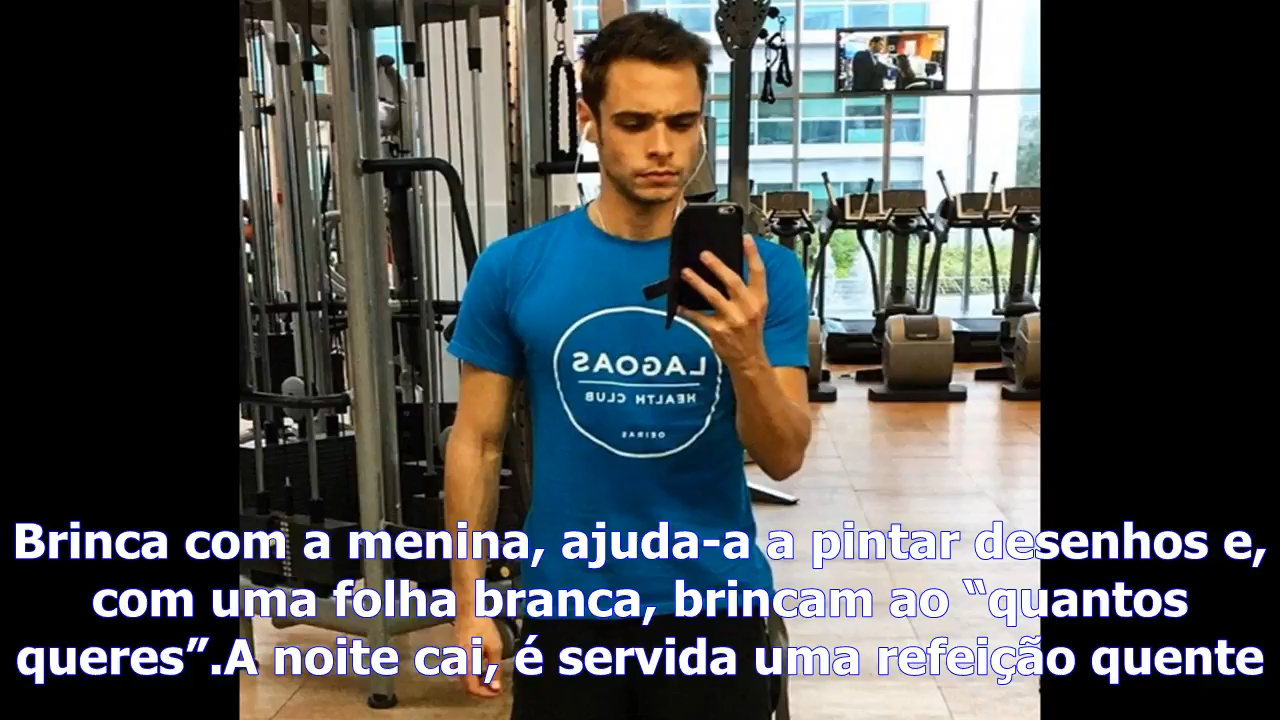 LAGOAS
HEALTH CLUB
OEIRAS
Brinca com a menina, ajuda-a a pintar desenhos e,
com uma folha branca, brincam ao “quantos
queres”.A noite cai, é servida uma refeição quente